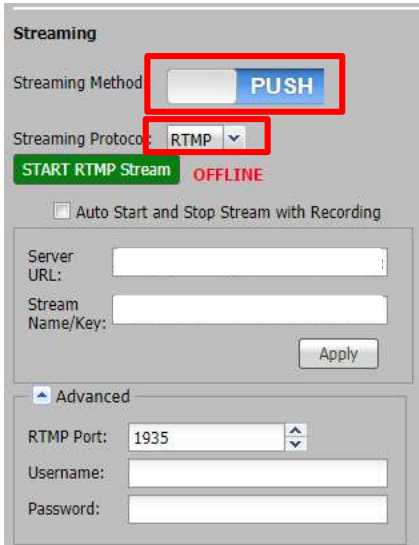 Streaming
Streaming Method: PUSH
Streaming Protocol: RTMP
START RTMP Stream OFFLINE
Auto Start and Stop Stream with Recording
Server
URL:
Stream
Name/Key:
Apply
Advanced
RTMP Port: 1935
Username:
Password: